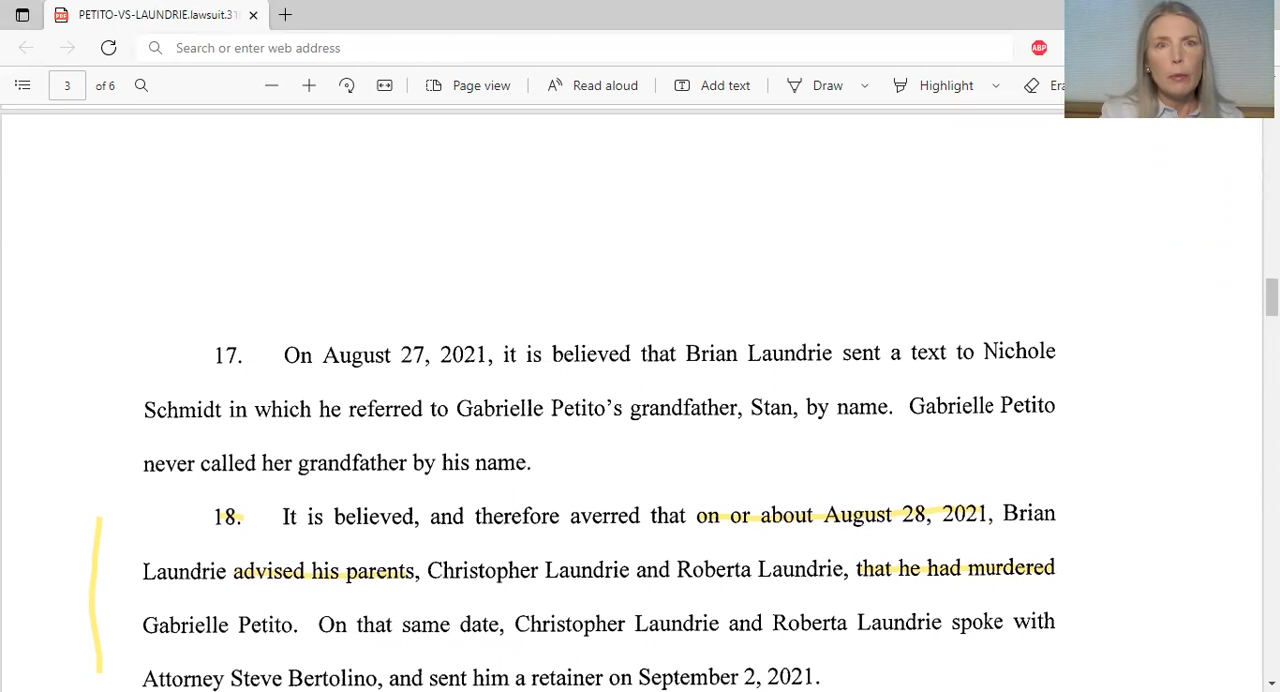 PETITO-VS-LAUNDRIE.lawsuit.31
Search or enter web address
ABP
3 of 6 Page view Read aloud Add text Draw Highlight Era
17. On August 27, 2021, it is believed that Brian Laundrie sent a text to Nichole
Schmidt in which he referred to Gabrielle Petito’s grandfather, Stan, by name. Gabrielle Petito
never called her grandfather by his name.
18. It is believed, and therefore averred that on or about August 28, 2021, Brian
Laundrie advised his parents, Christopher Laundrie and Roberta Laundrie, that he had murdered
Gabrielle Petito. On that same date, Christopher Laundrie and Roberta Laundrie spoke with
Attorney Steve Bertolino, and sent him a retainer on September 2, 2021.